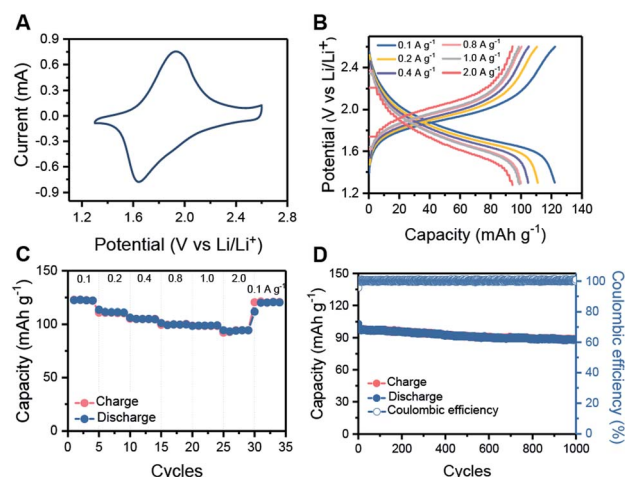 A
0.9
0.6
0.3
0.0
-0.3
-0.6
-0.9
Current (mA)
1.2 1.6 2.0 2.4 2.8
Potential (V vs Li/Li+)
B
0.1 A g-1 0.8 A g-1
0.2 A g-1 1.0 A g-1
0.4 A g-1 2.0 A g-1
2.4
2.0
1.6
1.2
Potential (V vs Li/Li+)
0 20 40 60 80 100 120 140
Capacity (mAh g-1)
C
150
125
100
75
50
25
0
Capacity (mAh g-1)
0.1 0.2 0.4 0.8 1.0 2.0 0.1 A g-1
Charge
Discharge
0 5 10 15 20 25 30 35
Cycles
D
150
120
90
60
30
0
Capacity (mAh g-1)
Charge
Discharge
Coulombic efficiency
100
80
60
40
20
0
Coulombic efficiency (%)
0 200 400 600 800 1000
Cycles